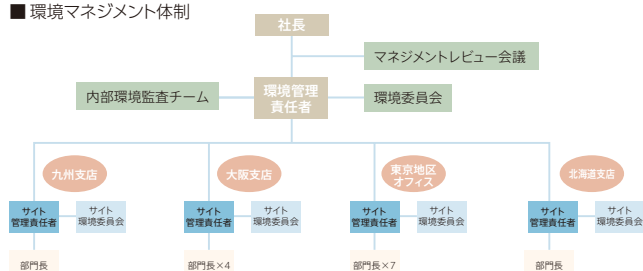 ■ 環境マネジメント体制
社長
マネジメントレビュー会議
内部環境監査チーム
環境管理
責任者
環境委員会
九州支店
大阪支店
東京地区
オフィス
北海道支店
サイト
管理責任者
サイト
環境委員会
サイト
管理責任者
サイト
環境委員会
サイト
管理責任者
サイト
環境委員会
サイト
管理責任者
サイト
環境委員会
部門長
部門長×4
部門長×7
部門長